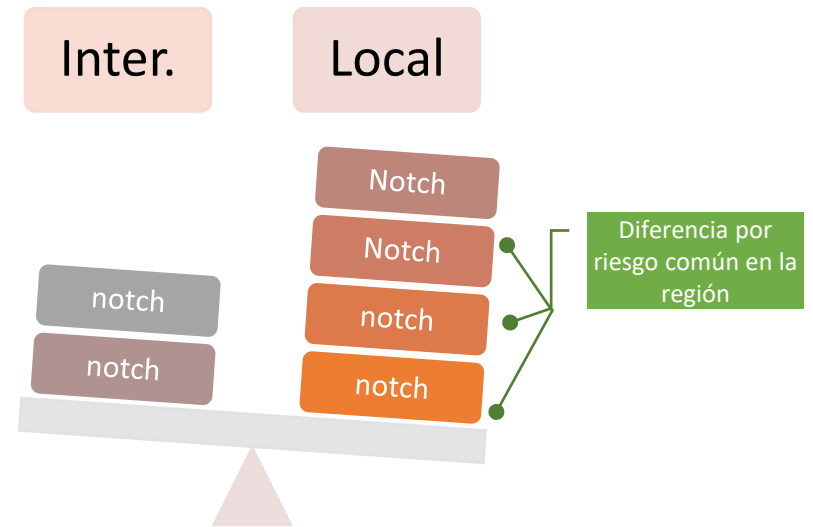 Inter.
Local
Notch
Notch
notch
notch
notch
notch
Diferencia por
riesgo común en la
región